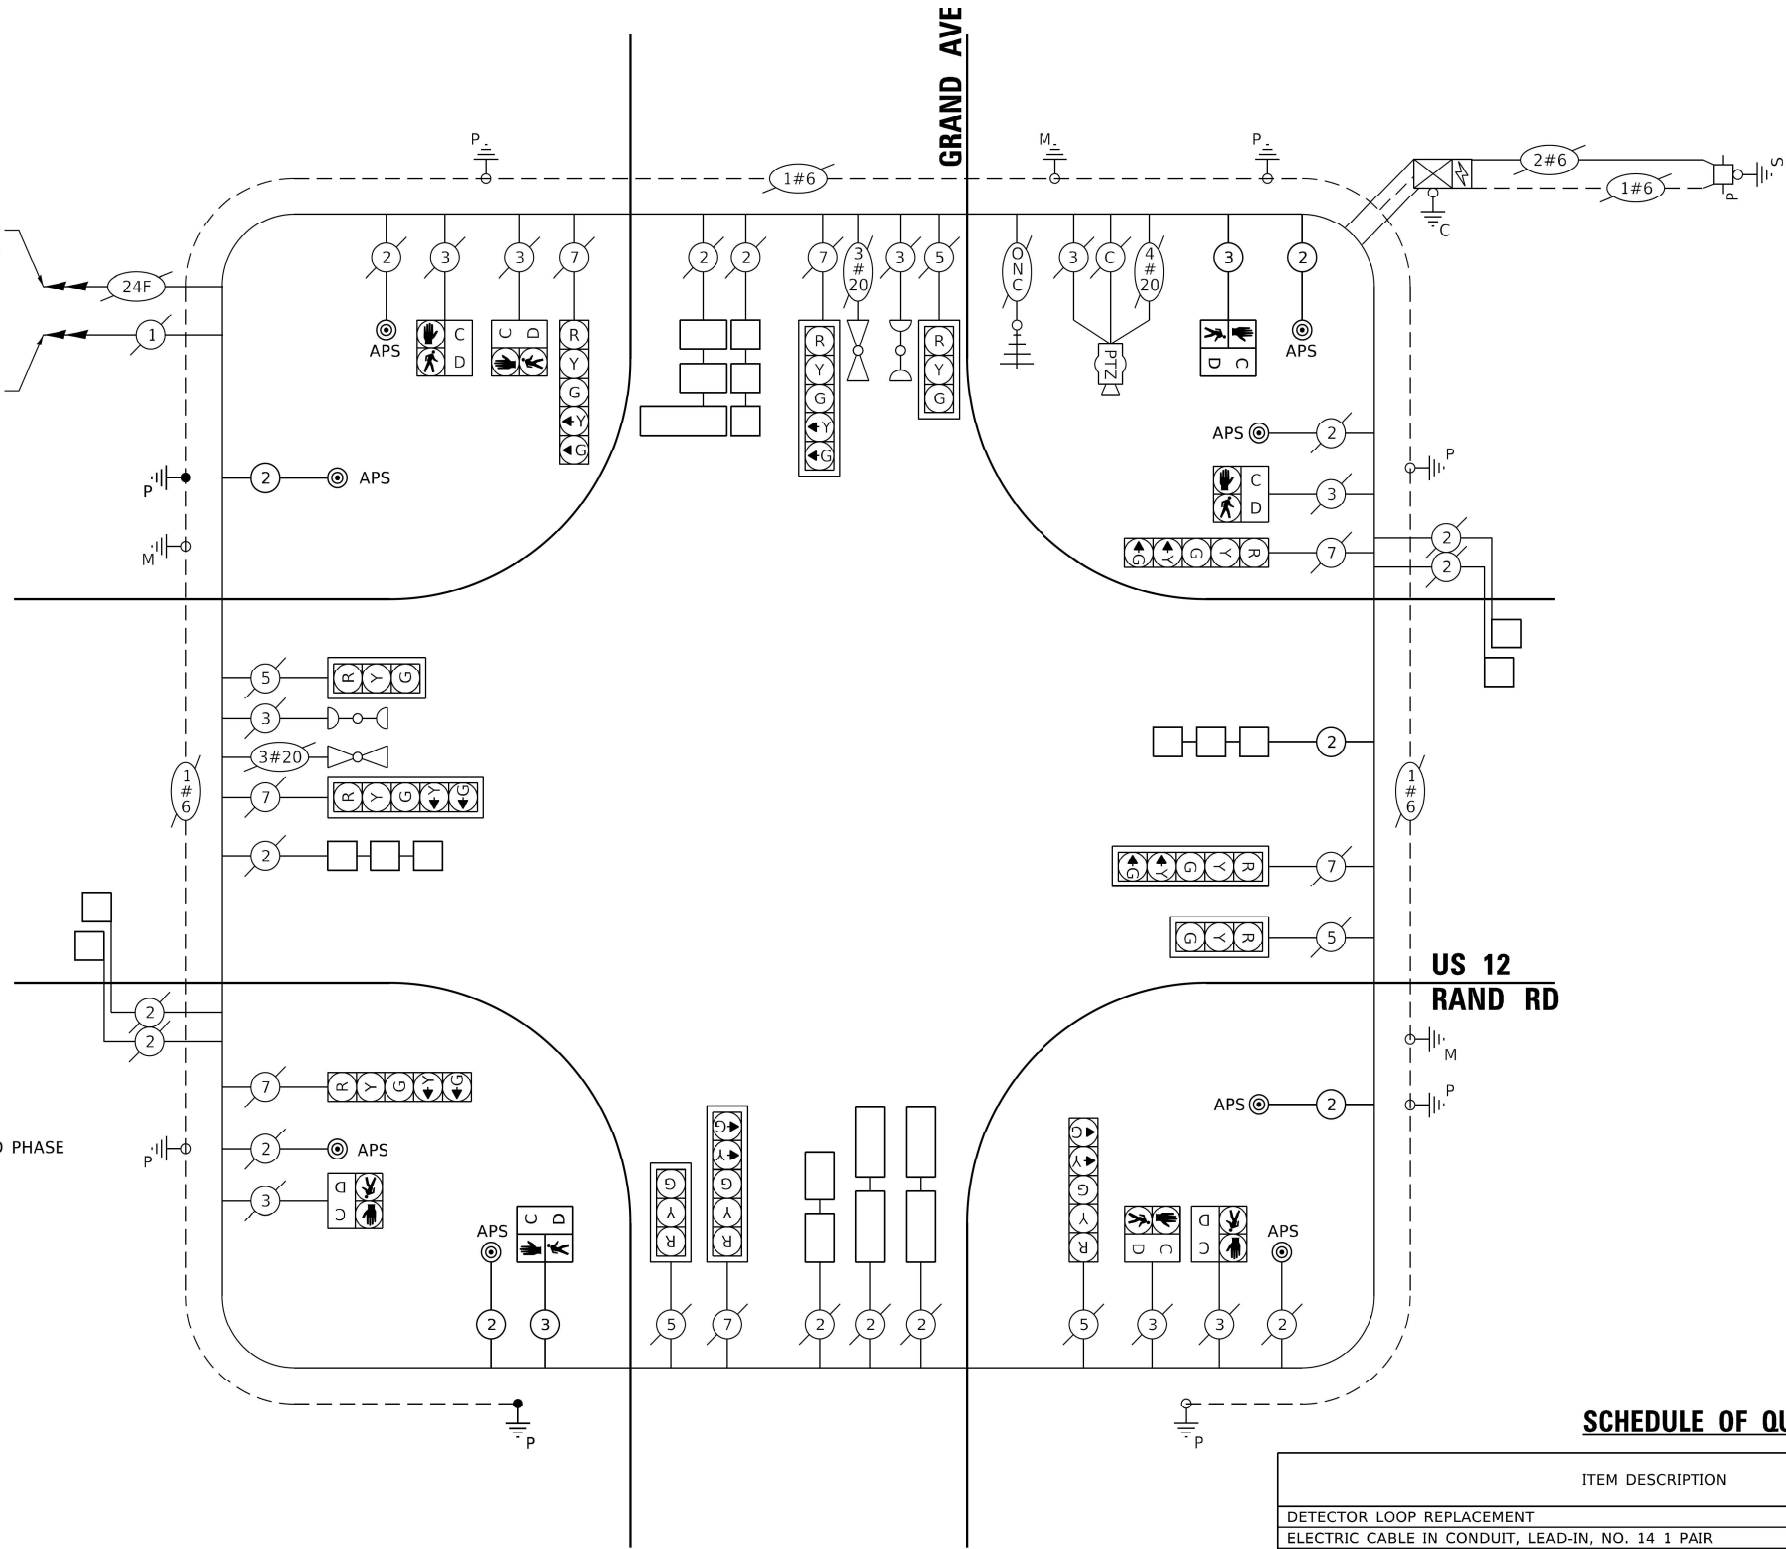 GRAND AVE
P
M
P
1#6
2#6
1#6
S
P
C
24F
1
2
3
3
7
2
2
7
3
#
20
3
5
O
N
C
3
C
4
#
20
3
2
APS
C
D
C
D
R
Y
G
Y
G
R
Y
G
Y
G
R
Y
G
PTZ
D
C
APS
APS
2
C
D
3
G
Y
G
Y
R
7
P
2
2
P
2
APS
M
5
R
Y
G
3
3#20
7
R
Y
G
Y
G
2
1
#
6
2
1
#
6
G
Y
G
Y
R
7
G
Y
R
5
US 12
RAND RD
2
2
M
P
APS
2
7
R
Y
G
Y
G
D PHASE
P
2
APS
3
D
C
APS
C
D
G
Y
R
G
Y
G
Y
R
G
Y
G
Y
R
D
C
D
C
APS
2
3
5
7
2
2
2
5
3
3
2
P
P
SCHEDULE OF QU
ITEM DESCRIPTION
DETECTOR LOOP REPLACEMENT
ELECTRIC CABLE IN CONDUIT, LEAD-IN, NO. 14 1 PAIR